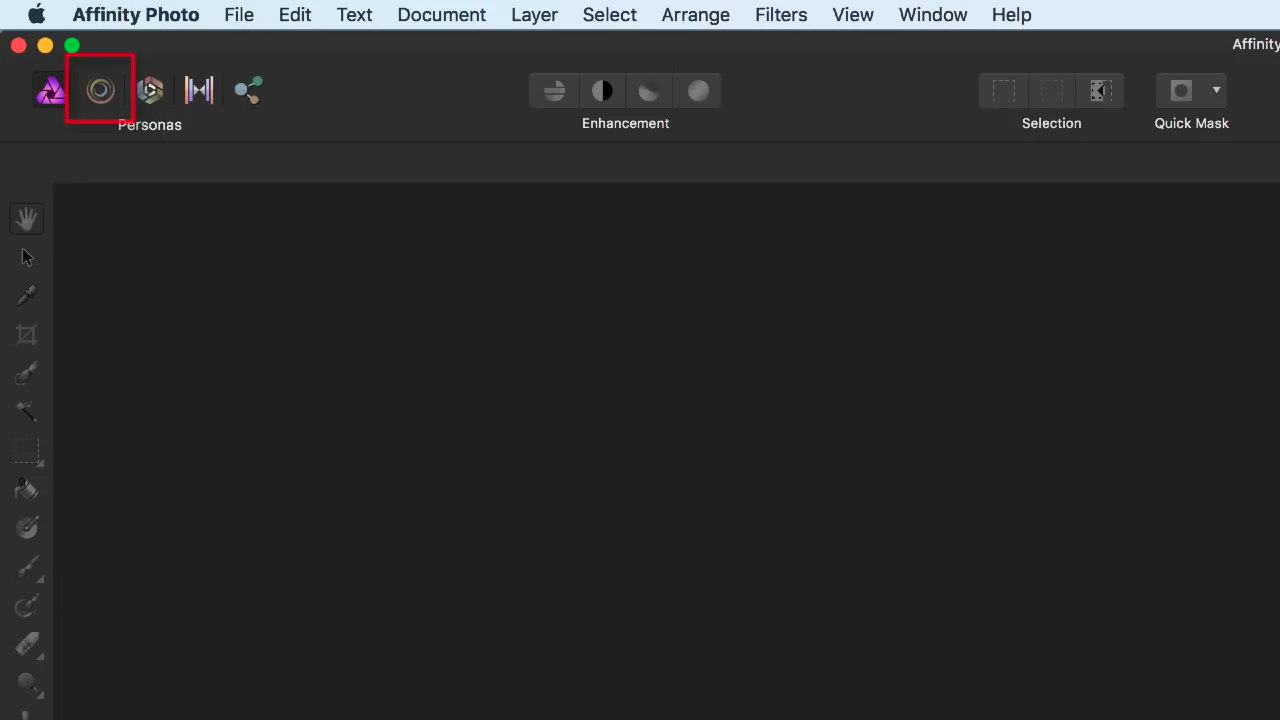 Affinity Photo File Edit Text Document Layer Select Arrange Filters View Window Help
Affinity
Personas Enhancement Selection Quick Mask